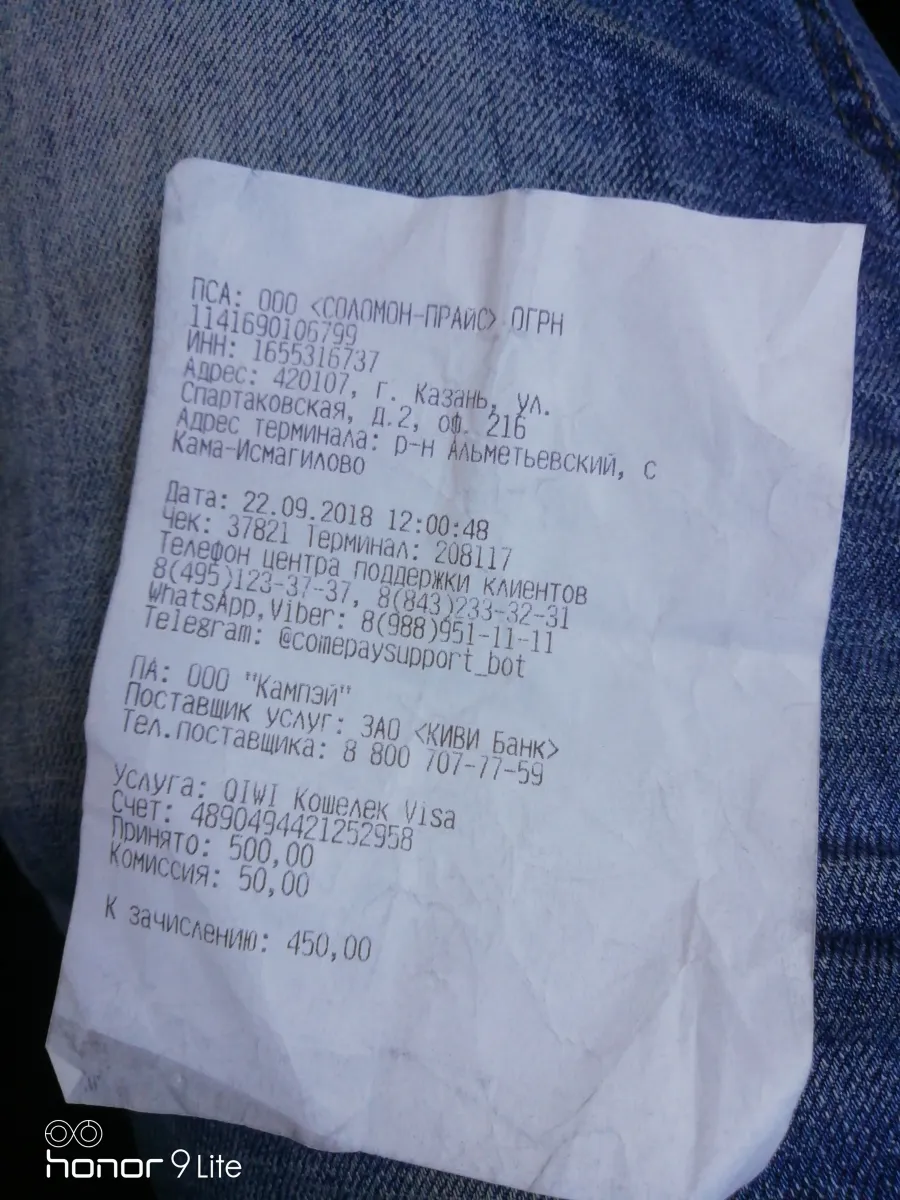 ПСА: ООО <СОЛОМОН-ПРАЙС> ОГРН
1141690106799
ИНН: 1655316737
Адрес: 420107, г. Казань, ул.
Спартаковская, д.2, оф. 216
Адрес терминала: р-н Альметьевский, с
Кама-Исмагилово
Дата: 22.09.2018 12:00:48
Чек: 37821 Терминал: 208117
Телефон центра поддержки клиентов
8(495)123-37-37, 8(843)233-32-31
WhatsApp,Viber: 8(988)951-11-11
Telegram: @comepaysupport_bot
ПА: ООО "Кампэй"
Поставщик услуг: ЗАО <КИВИ Банк>
Тел.поставщика: 8 800 707-77-59
Услуга: QIWI Кошелек Visa
Счет: 4890494421252958
Принято: 500,00
Комиссия: 50,00
К зачислению: 450,00
honor 9 Lite